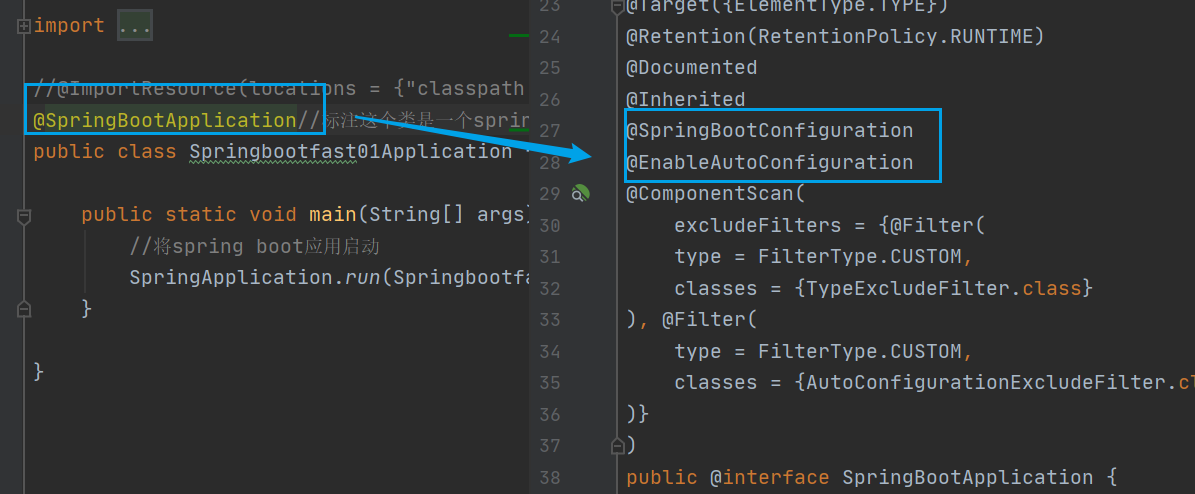 import ...
//@ImportResource(locations = {"classpath
@SpringBootApplication//标注这个类是一个sprin
public class Springbootfast01Application
public static void main(String[] args)
//将spring boot应用启动
SpringApplication.run(Springbootfa
}
}
23 @Target({ElementType.TYPE})
24 @Retention(RetentionPolicy.RUNTIME)
25 @Documented
26 @Inherited
27 @SpringBootConfiguration
28 @EnableAutoConfiguration
29 @ComponentScan(
30 excludeFilters = {@Filter(
31 type = FilterType.CUSTOM,
32 classes = {TypeExcludeFilter.class}
33 ), @Filter(
34 type = FilterType.CUSTOM,
35 classes = {AutoConfigurationExcludeFilter.cl
36 )}
37 )
38 public @interface SpringBootApplication {